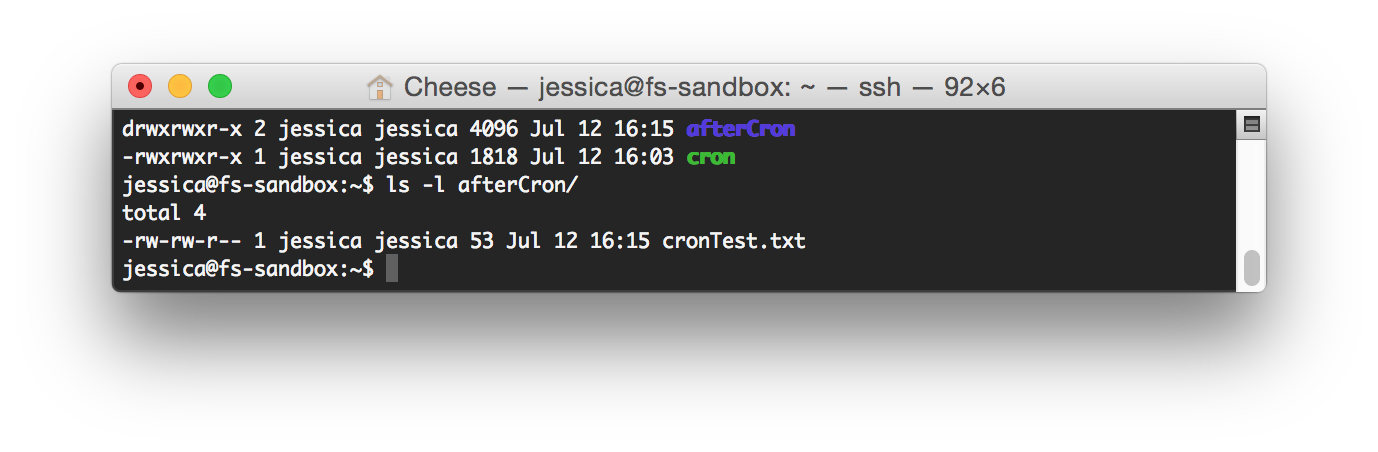 Cheese — jessica@fs-sandbox: ~ — ssh — 92×6
drwxrwxr-x 2 jessica jessica 4096 Jul 12 16:15 afterCron
-rwxrwxr-x 1 jessica jessica 1818 Jul 12 16:03 cron
jessica@fs-sandbox:~$ ls -l afterCron/
total 4
-rw-rw-r-- 1 jessica jessica 53 Jul 12 16:15 cronTest.txt
jessica@fs-sandbox:~$